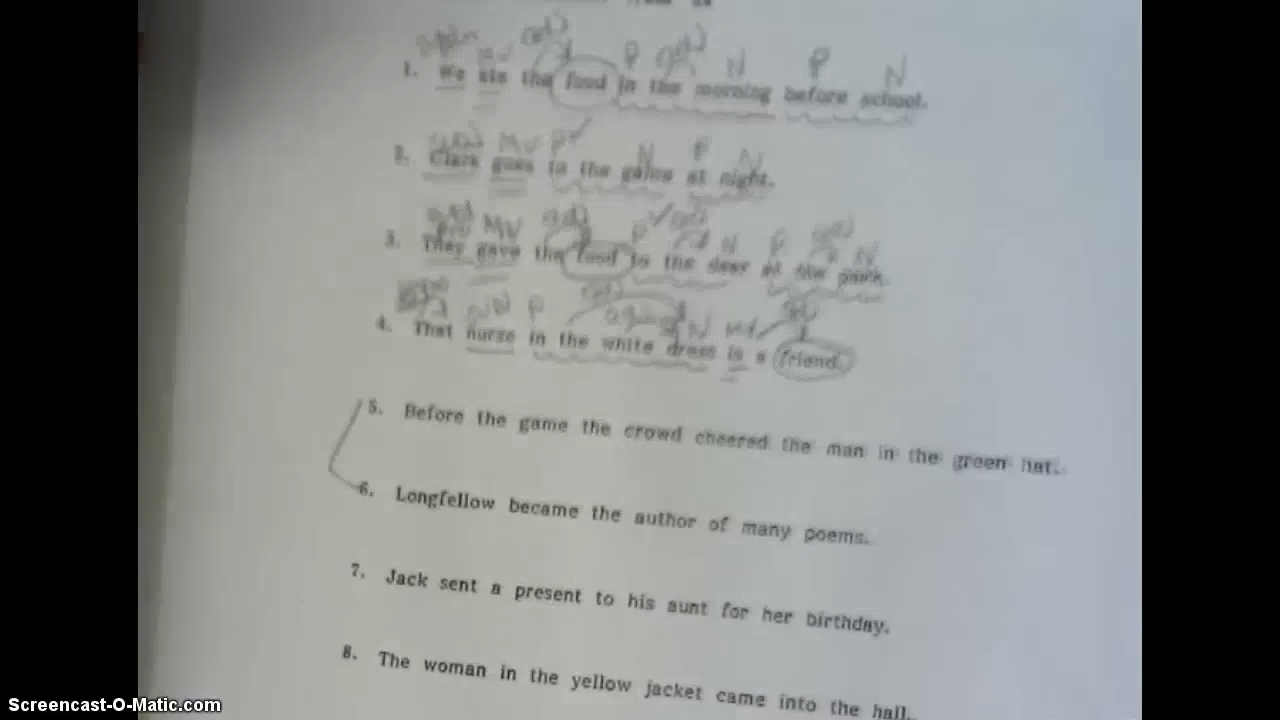 P N P N
1. We ate the food in the morning before school.
MV P N P N
2. Clark goes to the game at night.
MV adj P N P N
3. They gave the food to the deer at the park.
N P N
4. That nurse in the white dress is a friend.
5. Before the game the crowd cheered the man in the green hat.
6. Longfellow became the author of many poems.
7. Jack sent a present to his aunt for her birthday.
8. The woman in the yellow jacket came into the hall.
Screencast-O-Matic.com